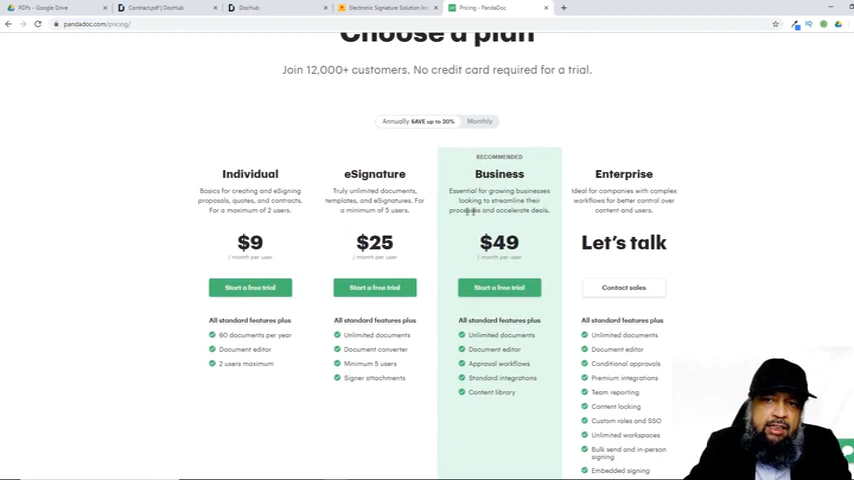 PDFs - Google Drive
Contract.pdf | DocHub
DocHub
Electronic Signature Solution
Pricing - PandaDoc
pandadoc.com/pricing/
Choose a plan
Join 12,000+ customers. No credit card required for a trial.
Annually SAVE up to 30% Monthly
RECOMMENDED
Individual
Basics for creating and eSigning
proposals, quotes, and contracts.
For a maximum of 2 users.
$9
/ month per user
Start a free trial
All standard features plus
60 documents per year
Document editor
2 users maximum
eSignature
Truly unlimited documents,
templates, and eSignatures. For
a minimum of 5 users.
$25
/ month per user
Start a free trial
All standard features plus
Unlimited documents
Document converter
Minimum 5 users
Signer attachments
Business
Essential for growing businesses
looking to streamline their
processes and accelerate deals.
$49
/ month per user
Start a free trial
All standard features plus
Unlimited documents
Document editor
Approval workflows
Standard integrations
Content library
Enterprise
Ideal for companies with complex
workflows for better control over
content and users.
Let's talk
Contact sales
All standard features plus
Unlimited documents
Document editor
Conditional approvals
Premium integrations
Team reporting
Content locking
Custom roles and SSO
Unlimited workspaces
Bulk send and in-person
signing
Embedded signing